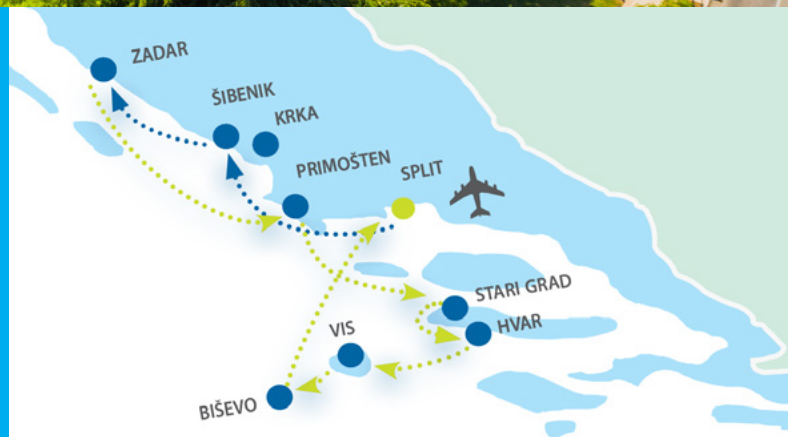 ZADAR
ŠIBENIK
KRKA
PRIMOŠTEN
SPLIT
STARI GRAD
HVAR
VIS
BIŠEVO